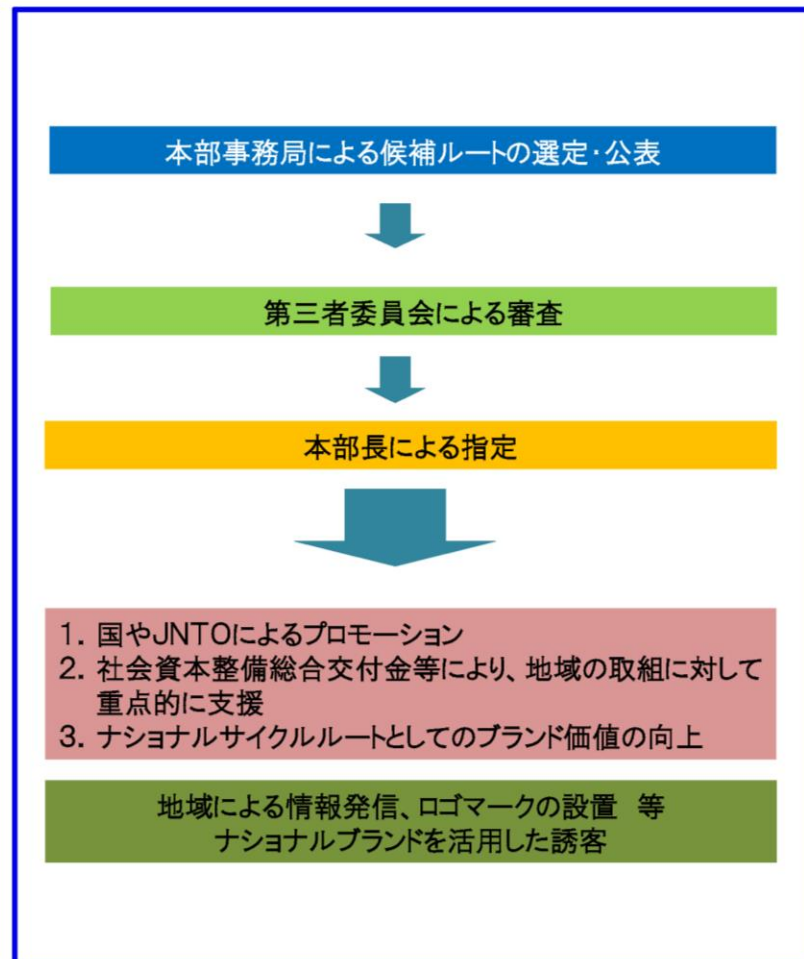 本部事務局による候補ルートの選定・公表
第三者委員会による審査
本部長による指定
1. 国やJNTOによるプロモーション
2. 社会資本整備総合交付金等により、地域の取組に対して
重点的に支援
3. ナショナルサイクルルートとしてのブランド価値の向上
地域による情報発信、ロゴマークの設置　等
ナショナルブランドを活用した誘客